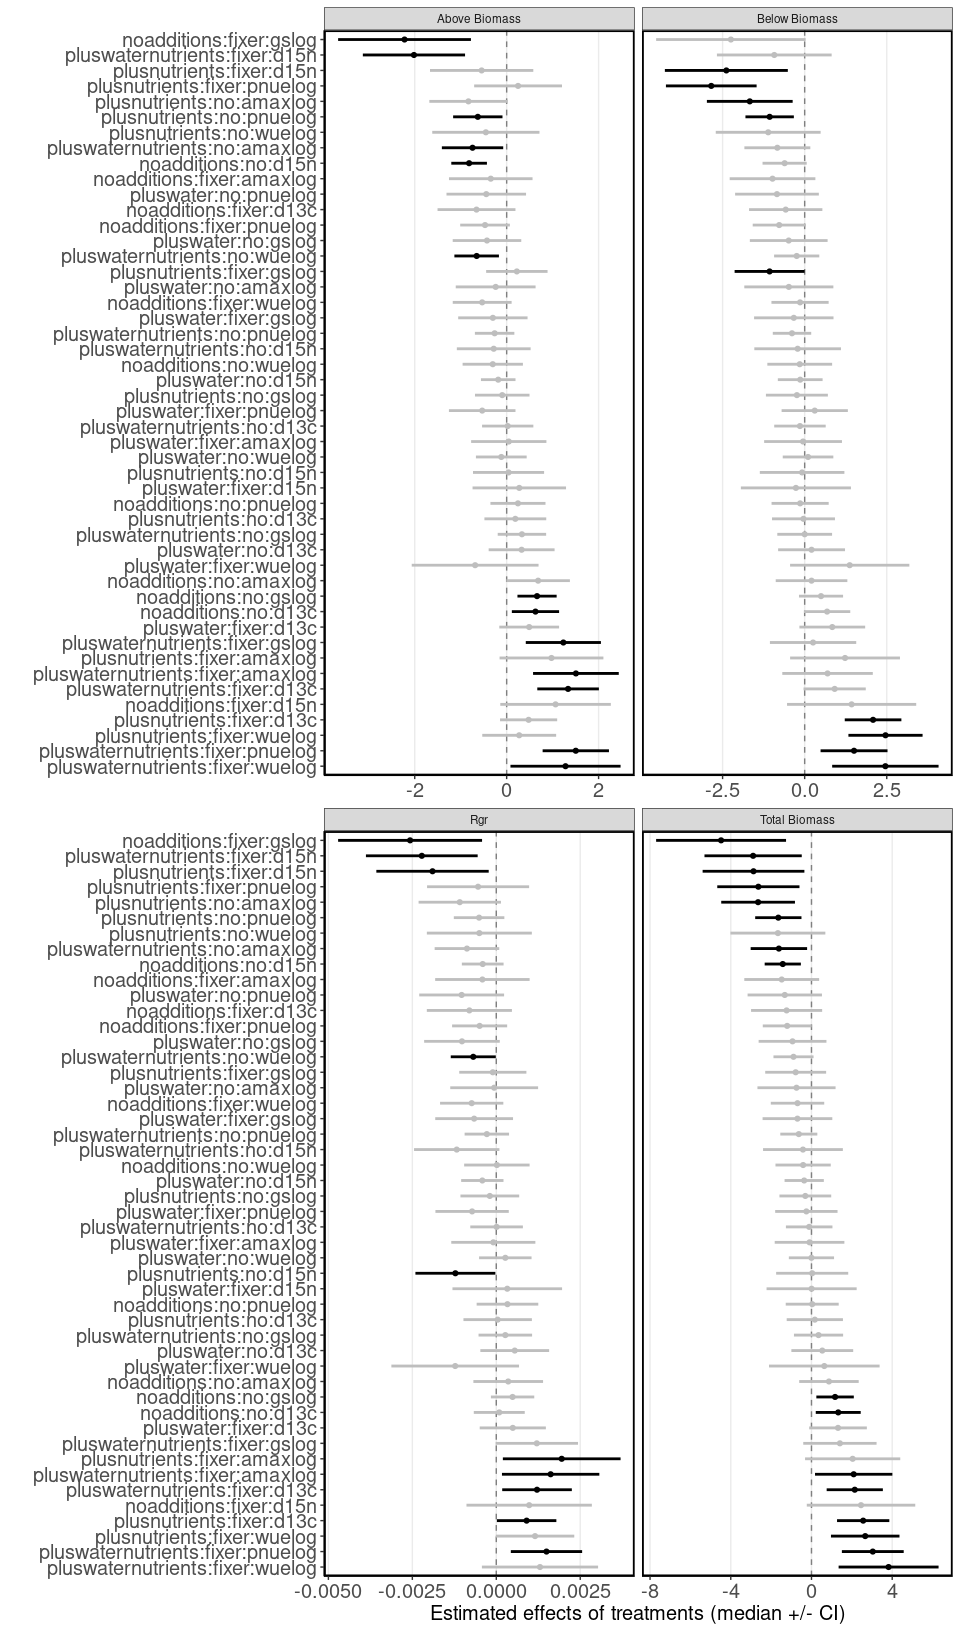 Above Biomass
Below Biomass
noadditions:fixer:gslog
pluswaternutrients:fixer:d15n
plusnutrients:fixer:d15n
plusnutrients:fixer:pnuelog
plusnutrients:no:amaxlog
plusnutrients:no:pnuelog
plusnutrients:no:wuelog
pluswaternutrients:no:amaxlog
noadditions:no:d15n
noadditions:fixer:amaxlog
pluswater:no:pnuelog
noadditions:fixer:d13c
noadditions:fixer:pnuelog
pluswater:no:gslog
pluswaternutrients:no:wuelog
plusnutrients:fixer:gslog
pluswater:no:amaxlog
noadditions:fixer:wuelog
pluswater:fixer:gslog
pluswaternutrients:no:pnuelog
pluswaternutrients:no:d15n
noadditions:no:wuelog
pluswater:no:d15n
plusnutrients:no:gslog
pluswater:fixer:pnuelog
pluswaternutrients:no:d13c
pluswater:fixer:amaxlog
pluswater:no:wuelog
plusnutrients:no:d15n
pluswater:fixer:d15n
noadditions:no:pnuelog
plusnutrients:no:d13c
pluswaternutrients:no:gslog
pluswater:no:d13c
pluswater:fixer:wuelog
noadditions:no:amaxlog
noadditions:no:gslog
noadditions:no:d13c
pluswater:fixer:d13c
pluswaternutrients:fixer:gslog
plusnutrients:fixer:amaxlog
pluswaternutrients:fixer:amaxlog
pluswaternutrients:fixer:d13c
noadditions:fixer:d15n
plusnutrients:fixer:d13c
plusnutrients:fixer:wuelog
pluswaternutrients:fixer:pnuelog
pluswaternutrients:fixer:wuelog
-2 0 2
-2.5 0.0 2.5
Rgr
Total Biomass
noadditions:fixer:gslog
pluswaternutrients:fixer:d15n
plusnutrients:fixer:d15n
plusnutrients:fixer:pnuelog
plusnutrients:no:amaxlog
plusnutrients:no:pnuelog
plusnutrients:no:wuelog
pluswaternutrients:no:amaxlog
noadditions:no:d15n
noadditions:fixer:amaxlog
pluswater:no:pnuelog
noadditions:fixer:d13c
noadditions:fixer:pnuelog
pluswater:no:gslog
pluswaternutrients:no:wuelog
plusnutrients:fixer:gslog
pluswater:no:amaxlog
noadditions:fixer:wuelog
pluswater:fixer:gslog
pluswaternutrients:no:pnuelog
pluswaternutrients:no:d15n
noadditions:no:wuelog
pluswater:no:d15n
plusnutrients:no:gslog
pluswater:fixer:pnuelog
pluswaternutrients:no:d13c
pluswater:fixer:amaxlog
pluswater:no:wuelog
plusnutrients:no:d15n
pluswater:fixer:d15n
noadditions:no:pnuelog
plusnutrients:no:d13c
pluswaternutrients:no:gslog
pluswater:no:d13c
pluswater:fixer:wuelog
noadditions:no:amaxlog
noadditions:no:gslog
noadditions:no:d13c
pluswater:fixer:d13c
pluswaternutrients:fixer:gslog
plusnutrients:fixer:amaxlog
pluswaternutrients:fixer:amaxlog
pluswaternutrients:fixer:d13c
noadditions:fixer:d15n
plusnutrients:fixer:d13c
plusnutrients:fixer:wuelog
pluswaternutrients:fixer:pnuelog
pluswaternutrients:fixer:wuelog
-0.0050 -0.0025 0.0000 0.0025
-8 -4 0 4
Estimated effects of treatments (median +/- CI)